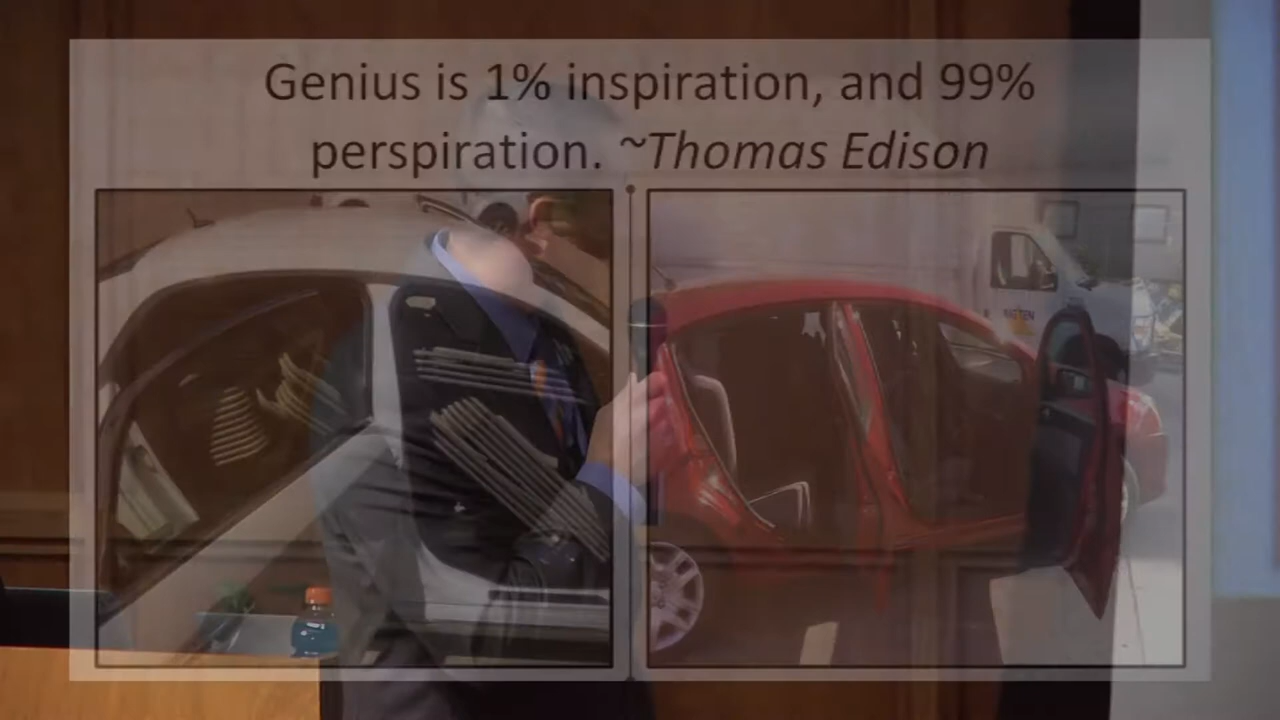 Genius is 1% inspiration, and 99%
perspiration. ~Thomas Edison